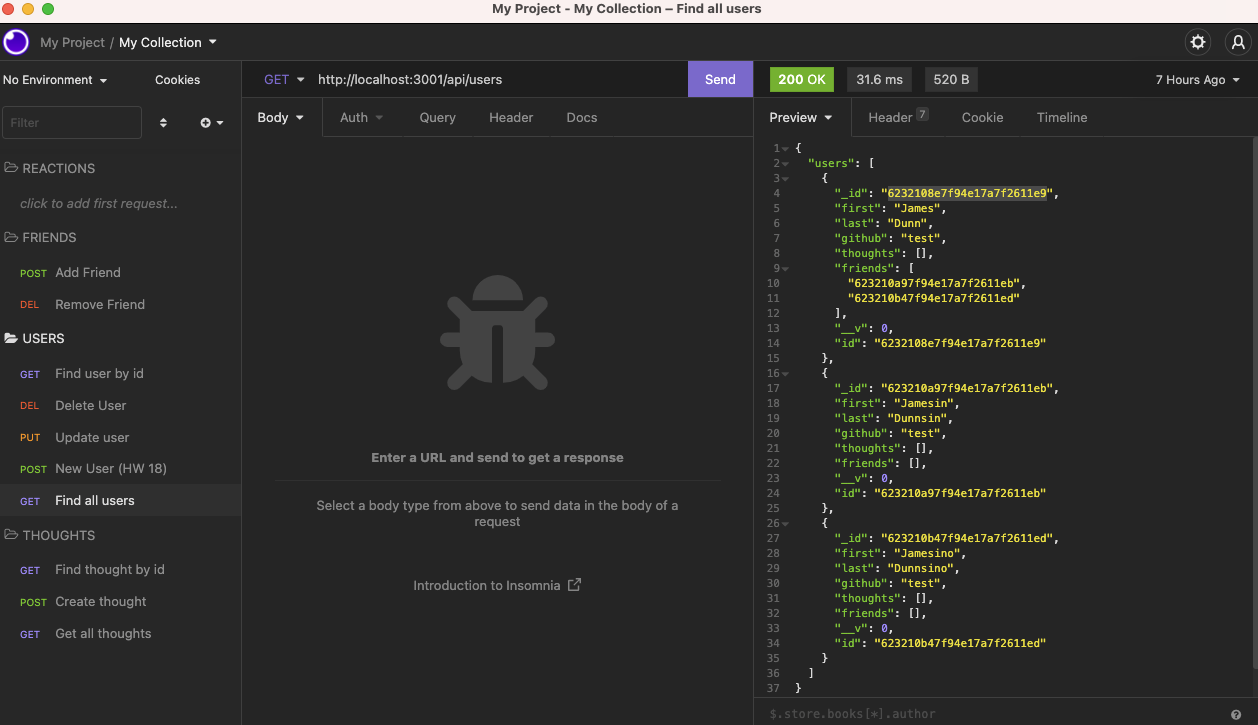 My Project - My Collection – Find all users
My Project / My Collection
No Environment
Cookies
Filter
REACTIONS
click to add first request...
FRIENDS
POST Add Friend
DEL Remove Friend
USERS
GET Find user by id
DEL Delete User
PUT Update user
POST New User (HW 18)
GET Find all users
THOUGHTS
GET Find thought by id
POST Create thought
GET Get all thoughts
GET http://localhost:3001/api/users Send
Body Auth Query Header Docs
Enter a URL and send to get a response
Select a body type from above to send data in the body of a
request
Introduction to Insomnia
200 OK 31.6 ms 520 B 7 Hours Ago
Preview Header 7 Cookie Timeline
1 {
2 "users": [
3 {
4 "_id": "6232108e7f94e17a7f2611e9",
5 "first": "James",
6 "last": "Dunn",
7 "github": "test",
8 "thoughts": [],
9 "friends": [
10 "623210a97f94e17a7f2611eb",
11 "623210b47f94e17a7f2611ed"
12 ],
13 "__v": 0,
14 "id": "6232108e7f94e17a7f2611e9"
15 },
16 {
17 "_id": "623210a97f94e17a7f2611eb",
18 "first": "Jamesin",
19 "last": "Dunnsin",
20 "github": "test",
21 "thoughts": [],
22 "friends": [],
23 "__v": 0,
24 "id": "623210a97f94e17a7f2611eb"
25 },
26 {
27 "_id": "623210b47f94e17a7f2611ed",
28 "first": "Jamesino",
29 "last": "Dunnsino",
30 "github": "test",
31 "thoughts": [],
32 "friends": [],
33 "__v": 0,
34 "id": "623210b47f94e17a7f2611ed"
35 }
36 ]
37 }
$.store.books[*].author